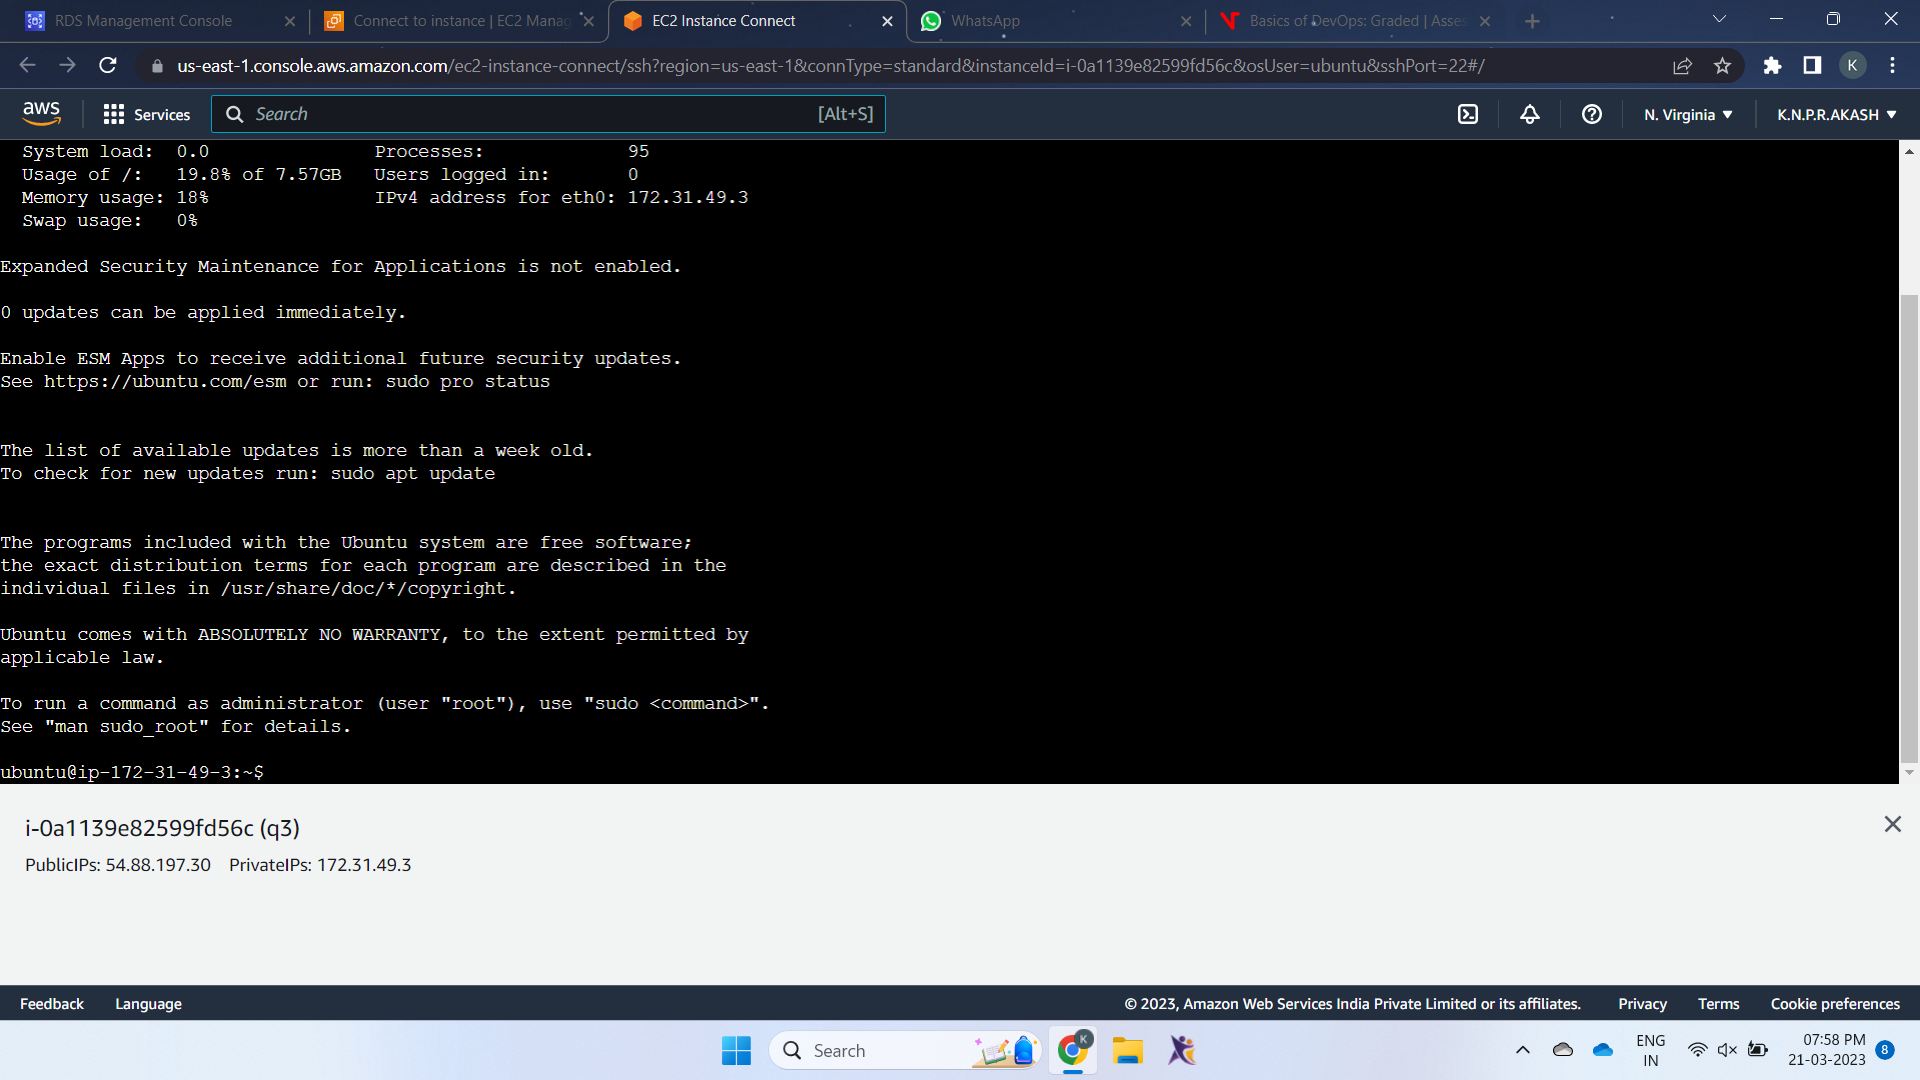 RDS Management Console
Connect to instance | EC2 Manag
EC2 Instance Connect
WhatsApp
Basics of DevOps: Graded | Asses
us-east-1.console.aws.amazon.com/ec2-instance-connect/ssh?region=us-east-1&connType=standard&instanceId=i-0a1139e82599fd56c&osUser=ubuntu&sshPort=22#/
K
aws
Services
Search
[Alt+S]
N. Virginia
K.N.P.R.AKASH
System load: 0.0 Processes: 95
Usage of /: 19.8% of 7.57GB Users logged in: 0
Memory usage: 18% IPv4 address for eth0: 172.31.49.3
Swap usage: 0%
Expanded Security Maintenance for Applications is not enabled.
0 updates can be applied immediately.
Enable ESM Apps to receive additional future security updates.
See https://ubuntu.com/esm or run: sudo pro status
The list of available updates is more than a week old.
To check for new updates run: sudo apt update
The programs included with the Ubuntu system are free software;
the exact distribution terms for each program are described in the
individual files in /usr/share/doc/*/copyright.
Ubuntu comes with ABSOLUTELY NO WARRANTY, to the extent permitted by
applicable law.
To run a command as administrator (user "root"), use "sudo <command>".
See "man sudo_root" for details.
ubuntu@ip-172-31-49-3:~$
i-0a1139e82599fd56c (q3)
PublicIPs: 54.88.197.30 PrivateIPs: 172.31.49.3
Feedback
Language
© 2023, Amazon Web Services India Private Limited or its affiliates.
Privacy
Terms
Cookie preferences
Search
K
ENG
IN
07:58 PM
21-03-2023
8